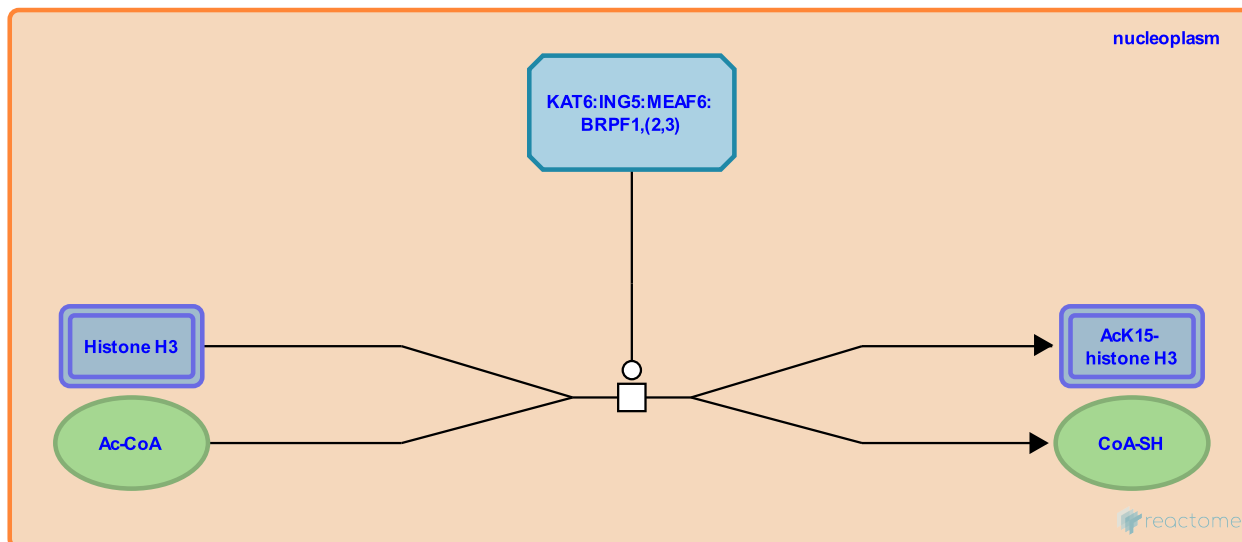 nucleoplasm
KAT6:ING5:MEAF6:
BRPF1,(2,3)
Histone H3
AcK15-
histone H3
Ac-CoA
CoA-SH
reactome